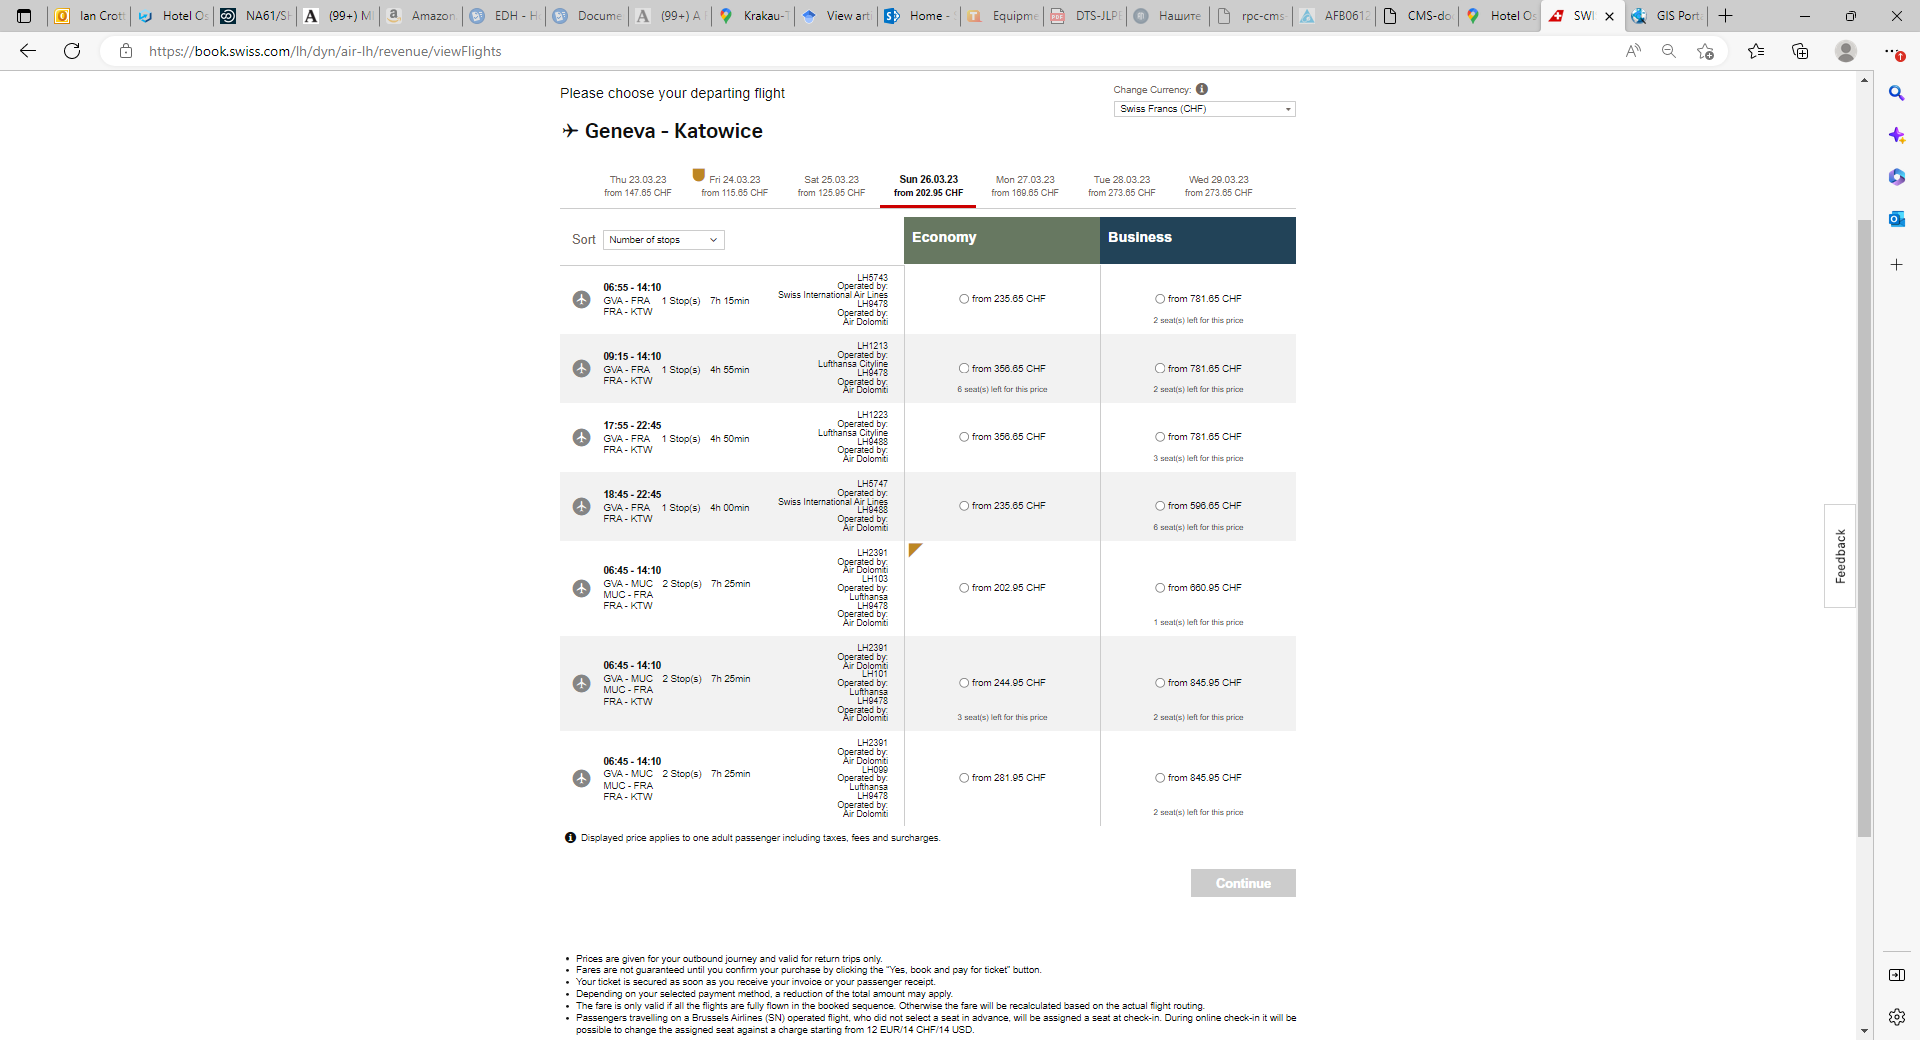 Ian Crott
Hotel Os
NA61/SH
(99+) Mi
Amazon.
EDH - H
Docume
(99+) A
Krakau-T
View arti
Home -
Equipme
DTS-JLPE
Нашите
rpc-cms-
AFB0612
CMS-doc
Hotel Os
SWI
GIS Porta
https://book.swiss.com/lh/dyn/air-lh/revenue/viewFlights
Please choose your departing flight
Change Currency:
Swiss Francs (CHF)
Geneva - Katowice
Thu 23.03.23
from 147.65 CHF
Fri 24.03.23
from 115.65 CHF
Sat 25.03.23
from 125.95 CHF
Sun 26.03.23
from 202.95 CHF
Mon 27.03.23
from 169.65 CHF
Tue 28.03.23
from 273.65 CHF
Wed 29.03.23
from 273.65 CHF
Sort
Number of stops
Economy
Business
06:55 - 14:10
GVA - FRA 1 Stop(s) 7h 15min
FRA - KTW
LH5743
Operated by:
Swiss International Air Lines
LH9478
Operated by:
Air Dolomiti
from 235.65 CHF
from 781.65 CHF
2 seat(s) left for this price
09:15 - 14:10
GVA - FRA 1 Stop(s) 4h 55min
FRA - KTW
LH1213
Operated by:
Lufthansa Cityline
LH9478
Operated by:
Air Dolomiti
from 356.65 CHF
6 seat(s) left for this price
from 781.65 CHF
2 seat(s) left for this price
17:55 - 22:45
GVA - FRA 1 Stop(s) 4h 50min
FRA - KTW
LH1223
Operated by:
Lufthansa Cityline
LH9488
Operated by:
Air Dolomiti
from 356.65 CHF
from 781.65 CHF
3 seat(s) left for this price
18:45 - 22:45
GVA - FRA 1 Stop(s) 4h 00min
FRA - KTW
LH5747
Operated by:
Swiss International Air Lines
LH9488
Operated by:
Air Dolomiti
from 235.65 CHF
from 596.65 CHF
6 seat(s) left for this price
06:45 - 14:10
GVA - MUC 2 Stop(s) 7h 25min
MUC - FRA
FRA - KTW
LH2391
Operated by:
Air Dolomiti
LH103
Operated by:
Lufthansa
LH9478
Operated by:
Air Dolomiti
from 202.95 CHF
from 660.95 CHF
1 seat(s) left for this price
06:45 - 14:10
GVA - MUC 2 Stop(s) 7h 25min
MUC - FRA
FRA - KTW
LH2391
Operated by:
Air Dolomiti
LH101
Operated by:
Lufthansa
LH9478
Operated by:
Air Dolomiti
from 244.95 CHF
3 seat(s) left for this price
from 845.95 CHF
2 seat(s) left for this price
06:45 - 14:10
GVA - MUC 2 Stop(s) 7h 25min
MUC - FRA
FRA - KTW
LH2391
Operated by:
Air Dolomiti
LH099
Operated by:
Lufthansa
LH9478
Operated by:
Air Dolomiti
from 281.95 CHF
from 845.95 CHF
2 seat(s) left for this price
Displayed price applies to one adult passenger including taxes, fees and surcharges.
Continue
Feedback
• Prices are given for your outbound journey and valid for return trips only.
• Fares are not guaranteed until you confirm your purchase by clicking the "Yes, book and pay for ticket" button.
• Your ticket is secured as soon as you receive your invoice or your passenger receipt.
• Depending on your selected payment method, a reduction of the total amount may apply.
• The fare is only valid if all the flights are fully flown in the booked sequence. Otherwise the fare will be recalculated based on the actual flight routing.
• Passengers travelling on a Brussels Airlines (SN) operated flight, who did not select a seat in advance, will be assigned a seat at check-in. During online check-in it will be
possible to change the assigned seat against a charge starting from 12 EUR/14 CHF/14 USD.